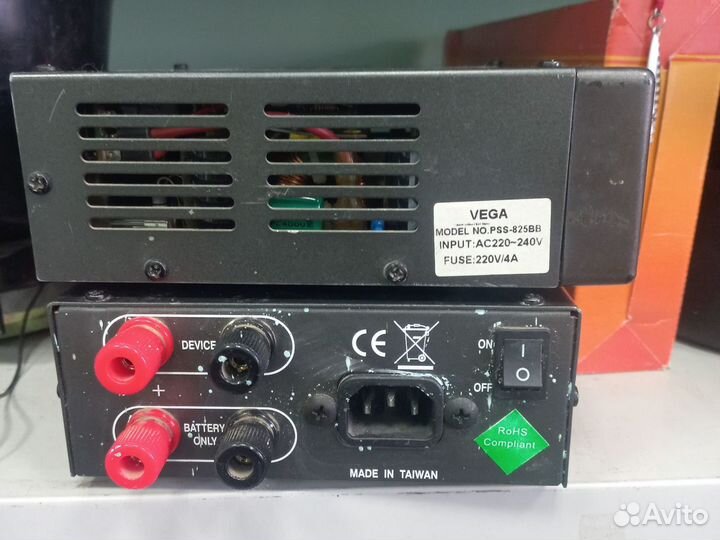 VEGA
MODEL NO.PSS-825BB
INPUT:AC220~240V
FUSE:220V/4A
DEVICE
+
BATTERY
ONLY
CE
ON
I
OFF
RoHS
Compliant
MADE IN TAIWAN
Avito